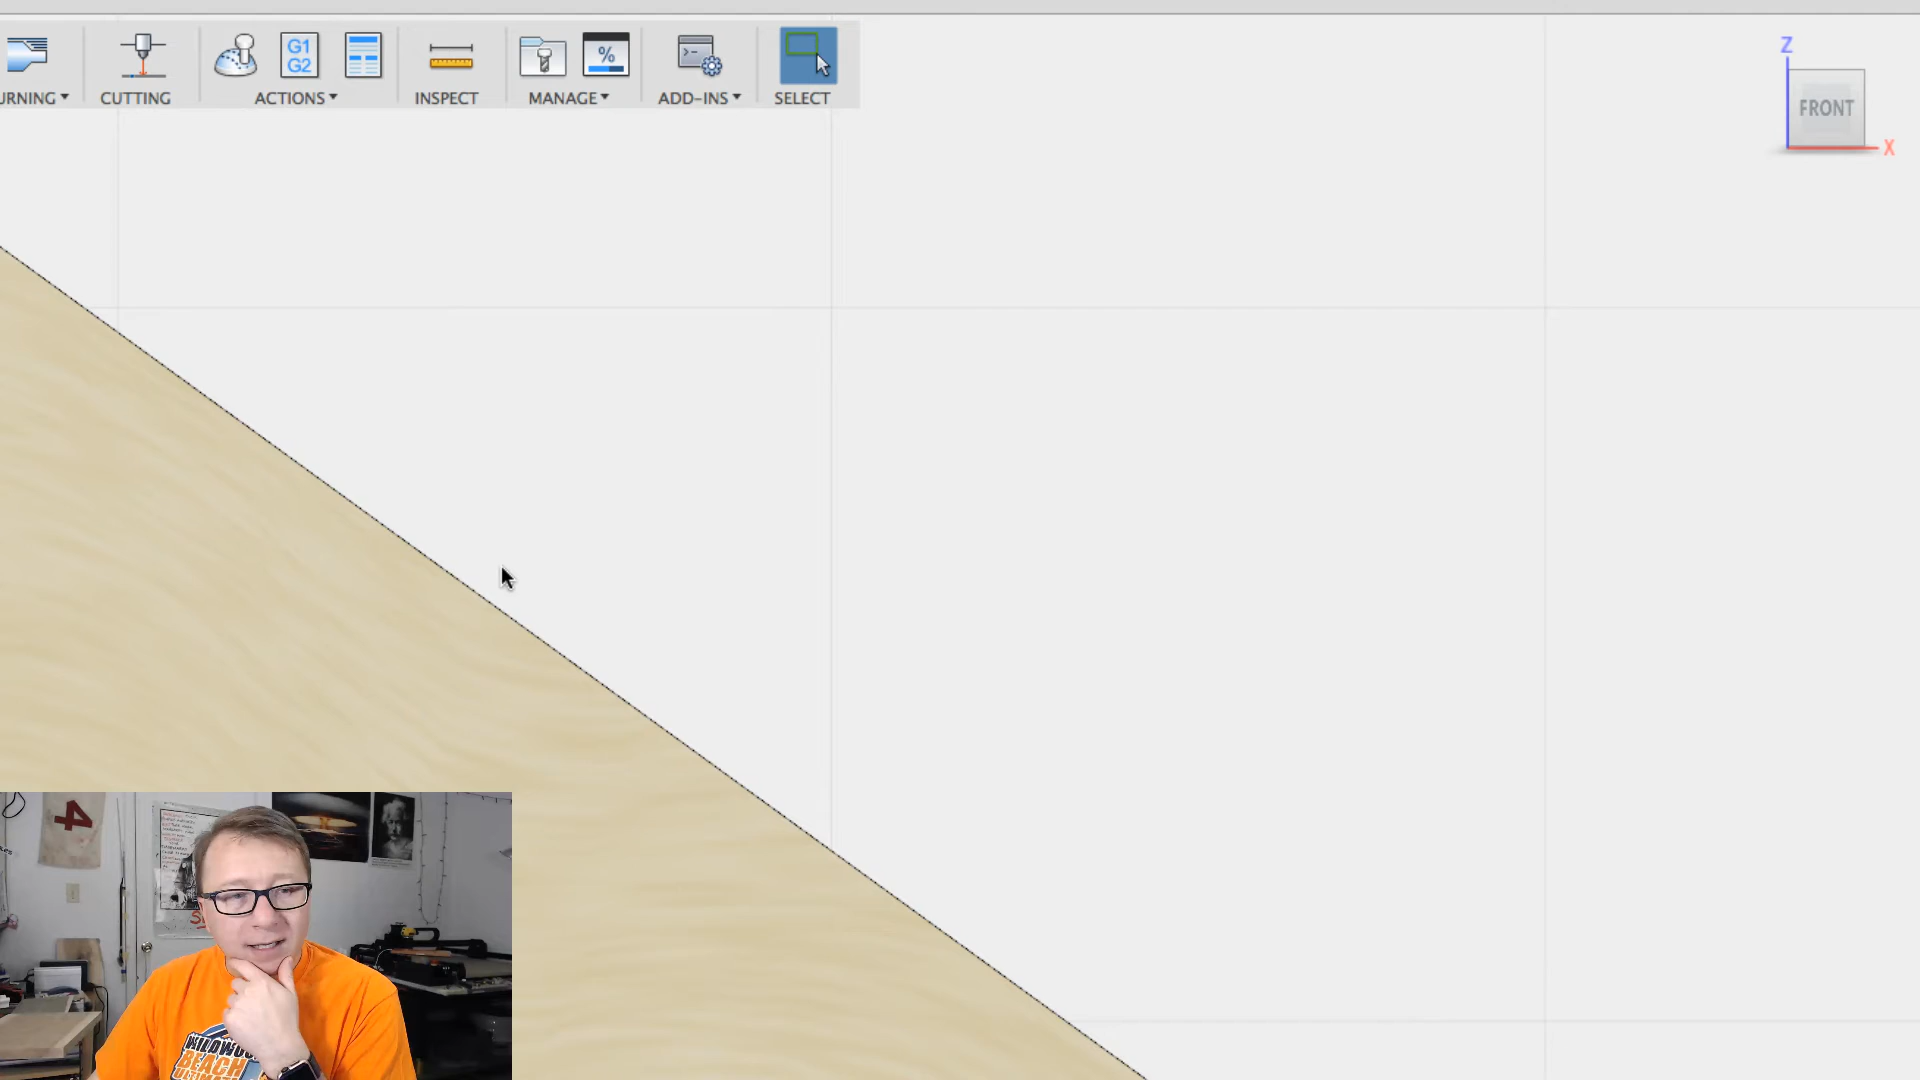 Z
G1
G2
%
FRONT
URNING
CUTTING
ACTIONS
INSPECT
MANAGE
ADD-INS
SELECT
X
4
BEACH